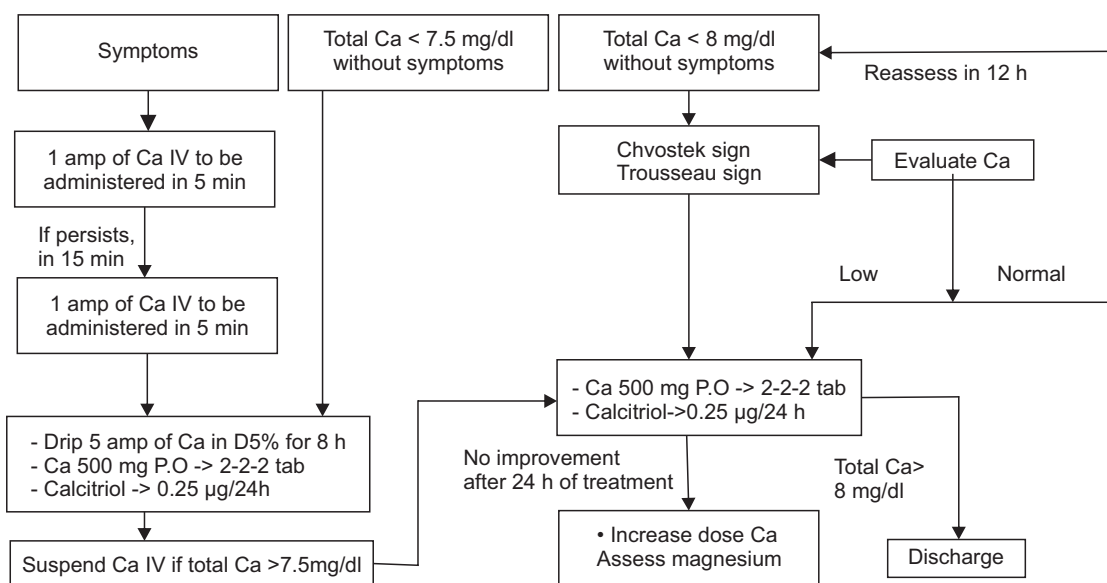 Symptoms
Total Ca < 7.5 mg/dl
without symptoms
Total Ca < 8 mg/dl
without symptoms
Reassess in 12 h
1 amp of Ca IV to be
administered in 5 min
Chvostek sign
Trousseau sign
Evaluate Ca
If persists,
in 15 min
Low
Normal
1 amp of Ca IV to be
administered in 5 min
- Ca 500 mg P.O -> 2-2-2 tab
- Calcitriol->0.25 µg/24 h
- Drip 5 amp of Ca in D5% for 8 h
- Ca 500 mg P.O -> 2-2-2 tab
- Calcitriol -> 0.25 µg/24h
No improvement
after 24 h of treatment
Total Ca>
8 mg/dl
Suspend Ca IV if total Ca >7.5mg/dl
• Increase dose Ca
Assess magnesium
Discharge